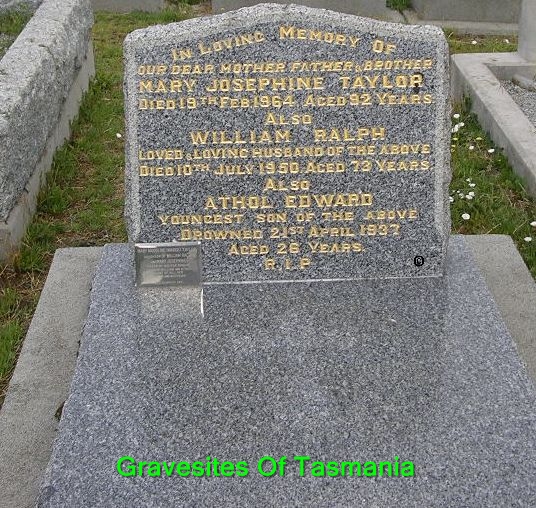 In Loving Memory Of
OUR DEAR MOTHER FATHER & BROTHER
MARY JOSEPHINE TAYLOR
Died 19TH Feb 1964 Aged 92 Years
Also
WILLIAM RALPH
LOVED & LOVING HUSBAND OF THE ABOVE
Died 10TH July 1950 Aged 73 Years
Also
ATHOL EDWARD
YOUNGEST SON OF THE ABOVE
DROWNED 21ST APRIL 1937
Aged 26 Years
R.I.P
Gravesites Of Tasmania